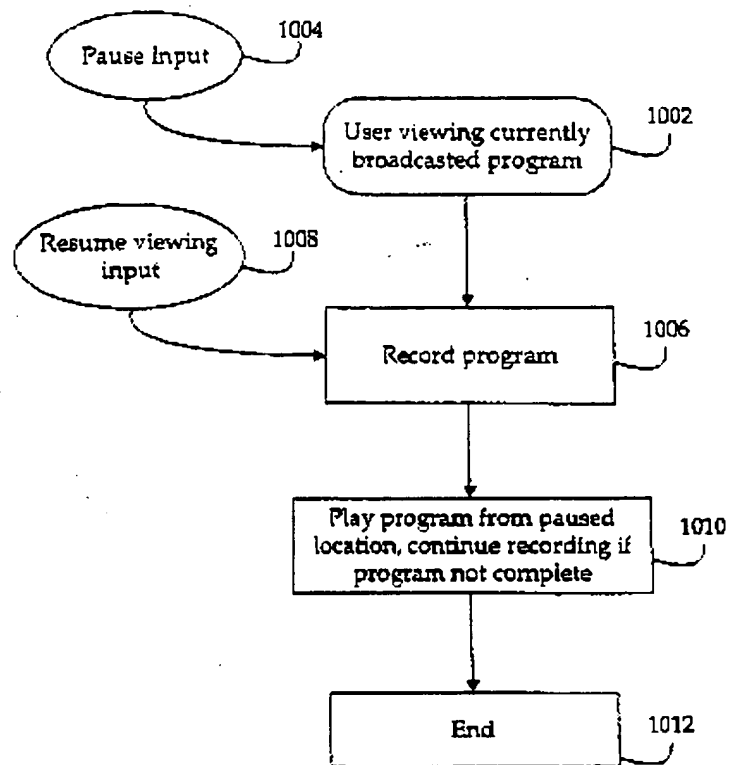 1004
Pause Input
1002
User viewing currently
broadcasted program
1008
Resume viewing
input
1006
Record program
Play program from paused
location, continue recording if
program not complete
1010
End
1012